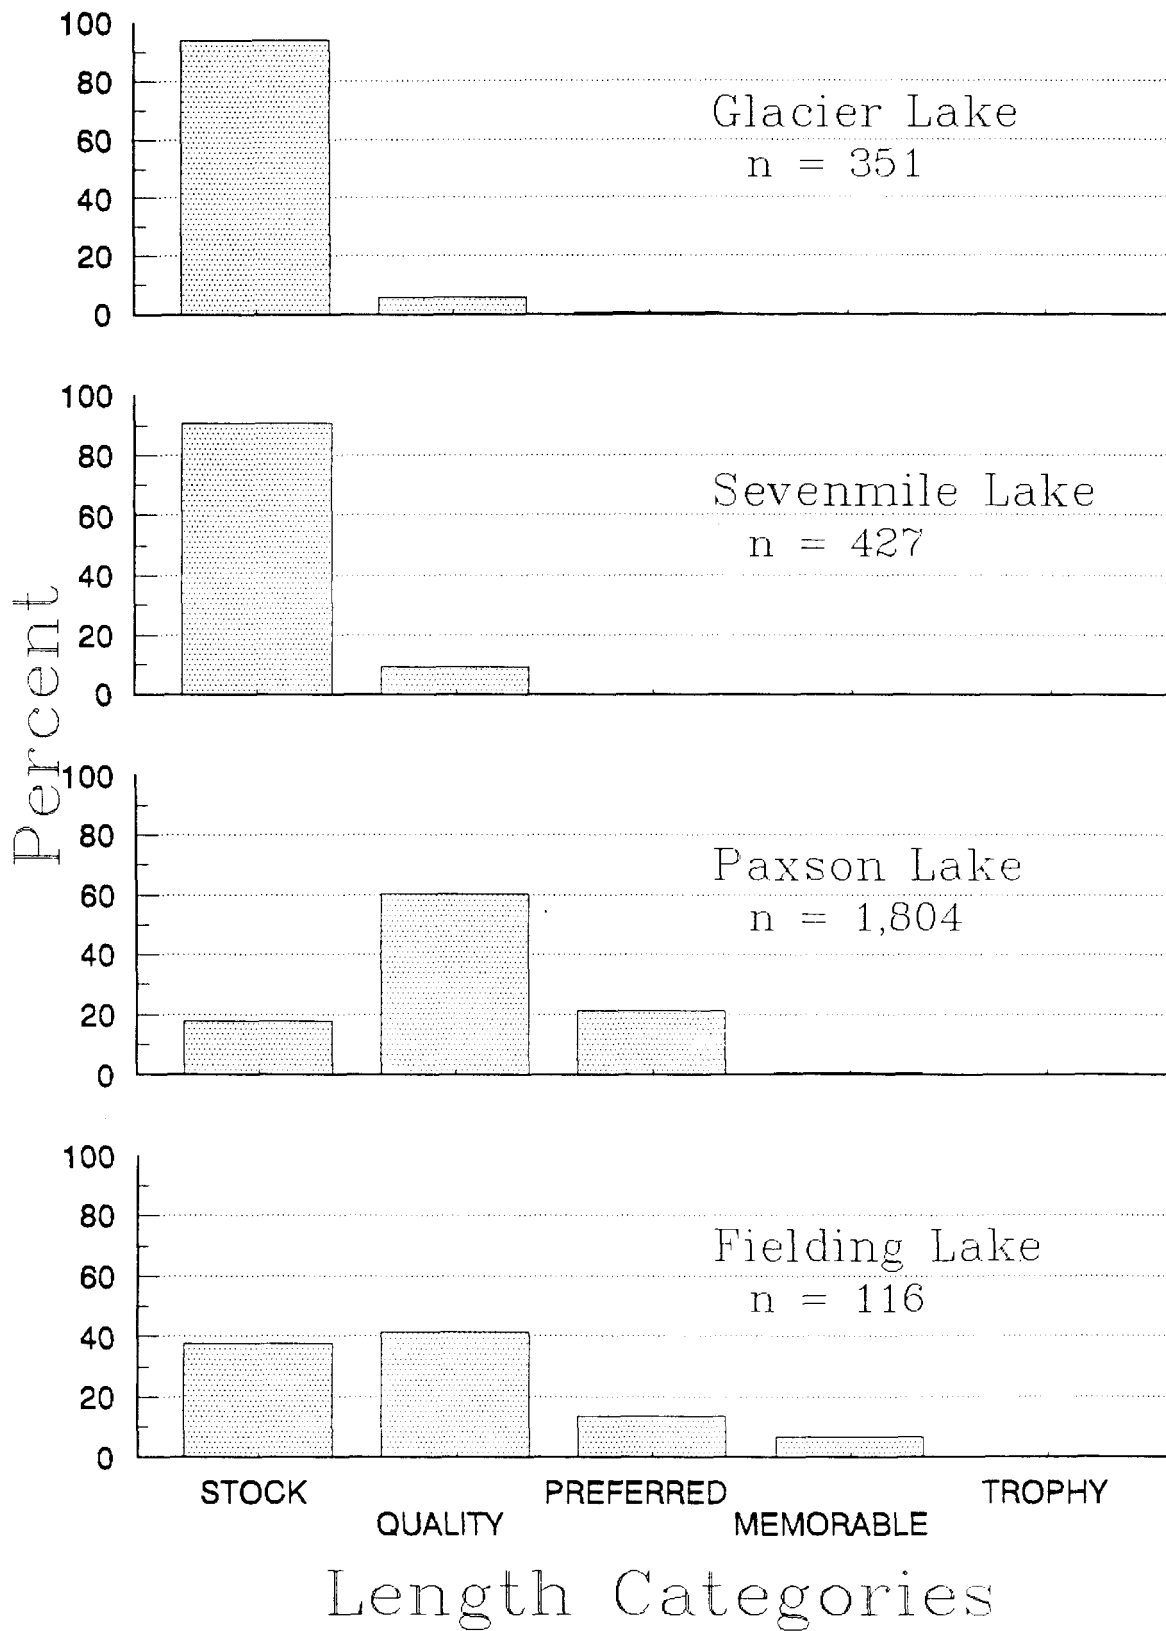 100
80
60
40
20
0
Glacier Lake
n = 351
100
80
60
40
20
0
Sevenmile Lake
n = 427
Percent
100
80
60
40
20
0
Paxson Lake
n = 1,804
100
80
60
40
20
0
Fielding Lake
n = 116
STOCK
QUALITY
PREFERRED
MEMORABLE
TROPHY
Length Categories